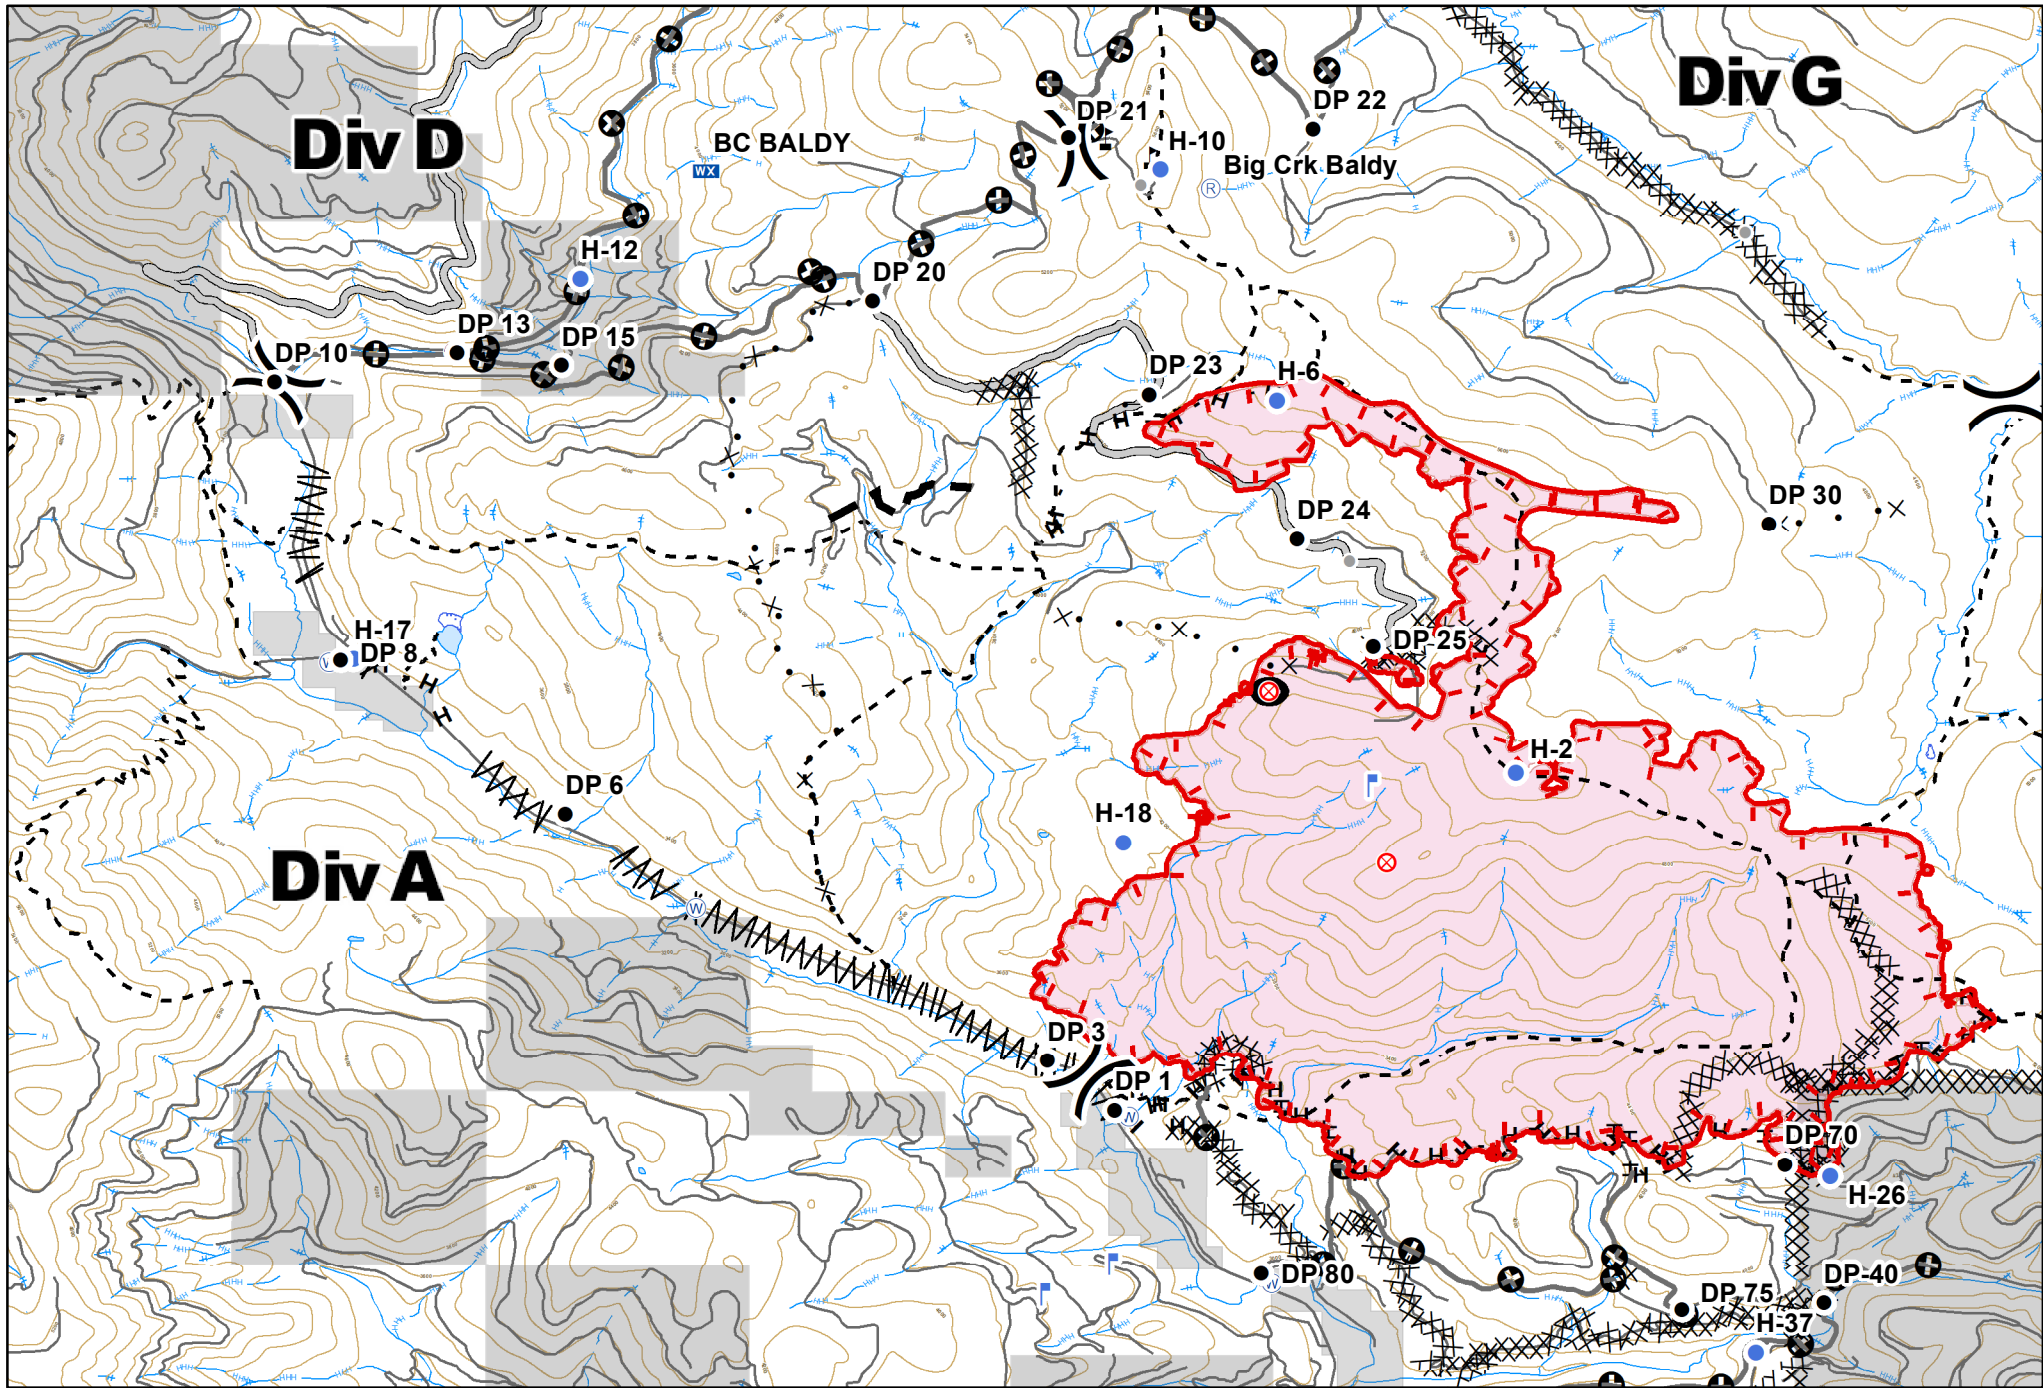 Div G
DP 22
DP 21
Div D
BC BALDY
H-10
WX
Big Crk Baldy
R
H-12
DP 20
DP 13
DP 15
DP 10
DP 23
H-6
DP 30
DP 24
H-17
DP 8
DP-25
H-2
DP 6
H-18
Div A
W
DP 3
DP 1
W
DP 70
H-26
DP 80
W
DP-40
DP 75
H-37